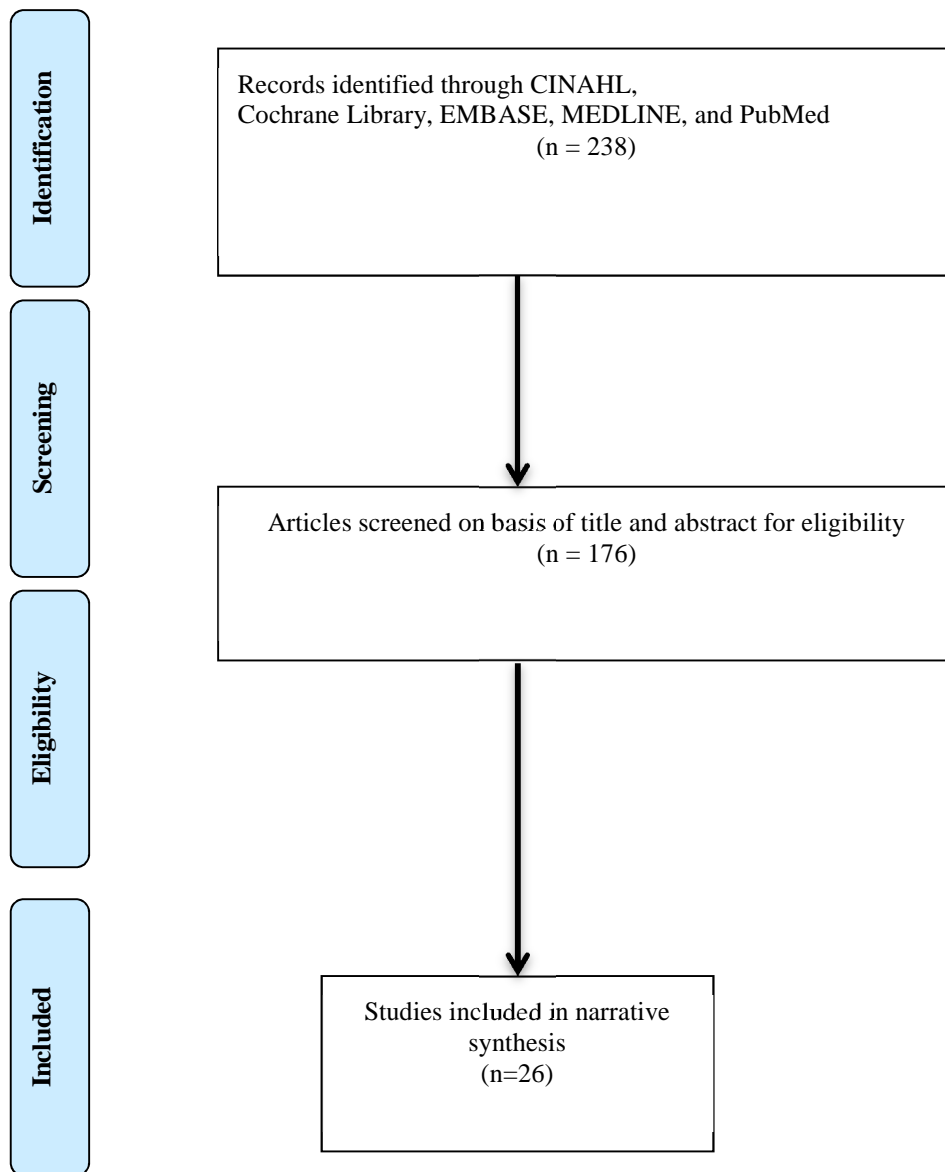 Identification
Records identified through CINAHL,
Cochrane Library, EMBASE, MEDLINE, and PubMed
(n = 238)
Screening
Articles screened on basis of title and abstract for eligibility
(n = 176)
Eligibility
Included
Studies included in narrative
synthesis
(n=26)